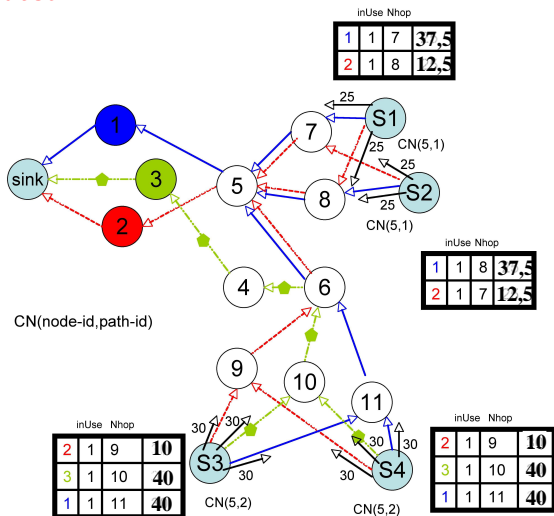 inUse Nhop
1 1 7 37,5
2 1 8 12,5
25
S1
1
7
25
CN(5,1)
25
sink
3
5
8
S2
25
2
CN(5,1)
inUse Nhop
1 1 8 37,5
2 1 7 12,5
4
6
CN(node-id,path-id)
9
10
11
inUse Nhop
2 1 9 10
3 1 10 40
1 1 11 40
30
30
S3
30
CN(5,2)
30
30
S4
30
CN(5,2)
inUse Nhop
2 1 9 10
3 1 10 40
1 1 11 40